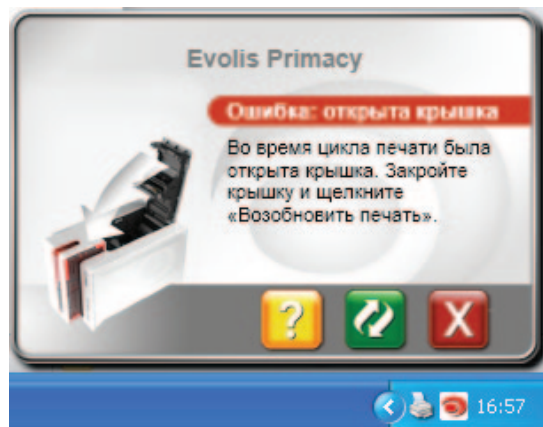 Evolis Primacy
Ошибка: открыта крышка
Во время цикла печати была
открыта крышка. Закройте
крышку и щелкните
«Возобновить печать».
? X
16:57